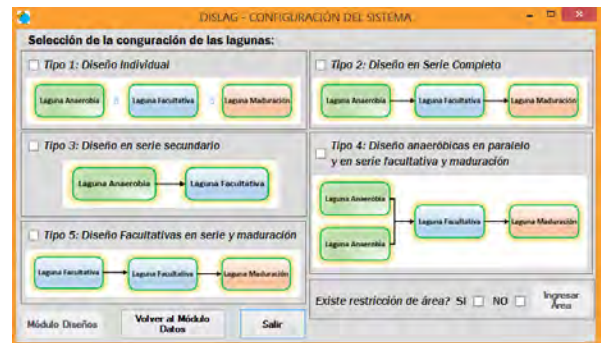 DISLAG - CONFIGURACIÓN DEL SISTEMA
Selección de la conguración de las lagunas:
Tipo 1: Diseño Individual
Laguna Anaerobia
Laguna Facultativa
Laguna Maduración
Tipo 2: Diseño en Serie Completo
Laguna Anaerobia
Laguna Facultativa
Laguna Maduración
Tipo 3: Diseño en serie secundario
Laguna Anaerobia
Laguna Facultativa
Tipo 4: Diseño anaeróbicas en paralelo
y en serie facultativa y maduración
Laguna Anaerobia
Laguna Anaerobia
Laguna Facultativa
Laguna Maduración
Tipo 5: Diseño Facultativas en serie y maduración
Laguna Facultativa
Laguna Facultativa
Laguna Maduración
Existe restricción de área? SI NO
Ingresar
Área
Módulo Diseños
Volver al Módulo
Datos
Salir